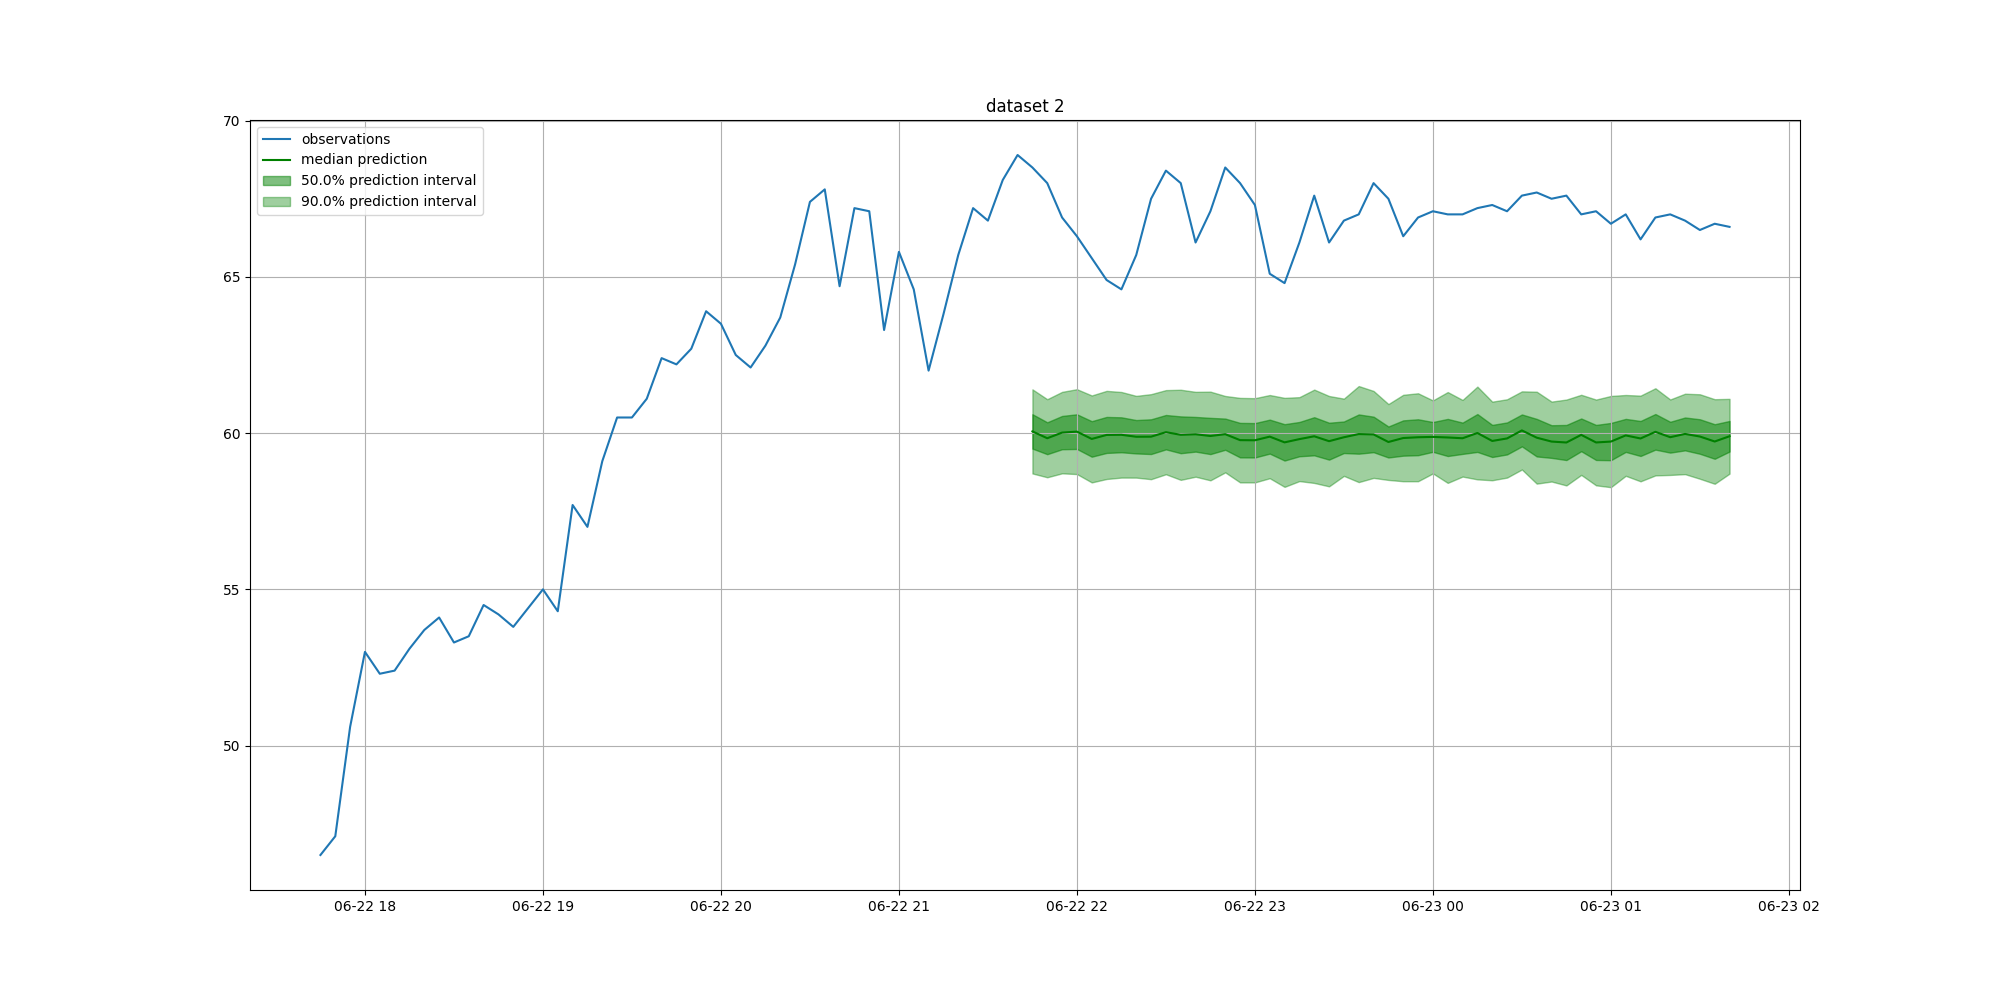 dataset 2
observations
median prediction
50.0% prediction interval
90.0% prediction interval
70
65
60
55
50
06-22 18
06-22 19
06-22 20
06-22 21
06-22 22
06-22 23
06-23 00
06-23 01
06-23 02